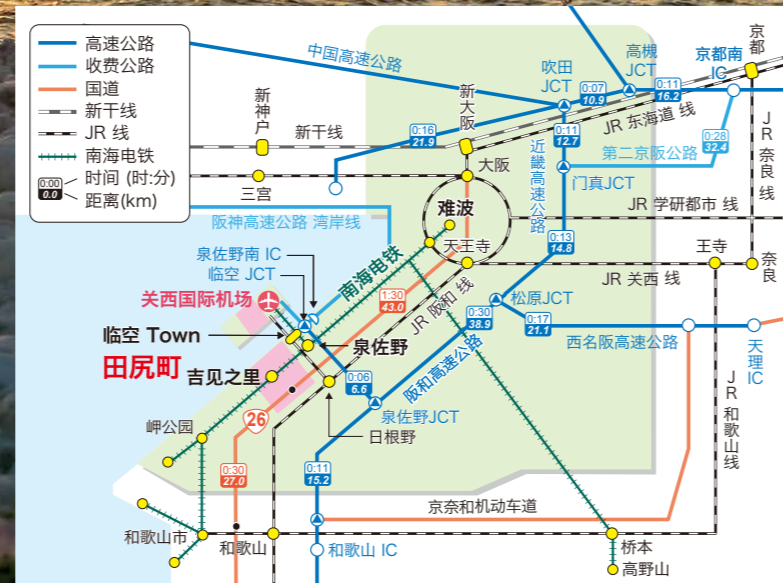 高速公路
收费公路
国道
新干线
JR 线
南海电铁
0:00 时间 (时:分)
0.0 距离(km)
中国高速公路
吹田
JCT
0:07
10.9
高槻
JCT
0:11
16.2
京都南
IC
京都
新神户
新干线
新大阪
0:16
21.9
0:11
12.7
JR 东海道 线
0:28
32.4
第二京阪公路
JR 奈良 线
近畿高速公路
门真JCT
三宫
大阪
难波
天王寺
JR 学研都市 线
阪神高速公路 湾岸线
泉佐野南 IC
临空 JCT
关西国际机场
南海电铁
0:13
14.8
王寺
奈良
JR 关西 线
1:30
43.0
JR 阪和 线
0:30
38.9
松原JCT
0:17
21.1
西名阪高速公路
天理IC
临空 Town
泉佐野
田尻町
吉见之里
0:06
6.6
阪和高速公路
泉佐野JCT
日根野
26
岬公园
0:30
27.0
0:11
15.2
JR 和歌山线
京奈和机动车道
和歌山市
和歌山
和歌山 IC
桥本
高野山